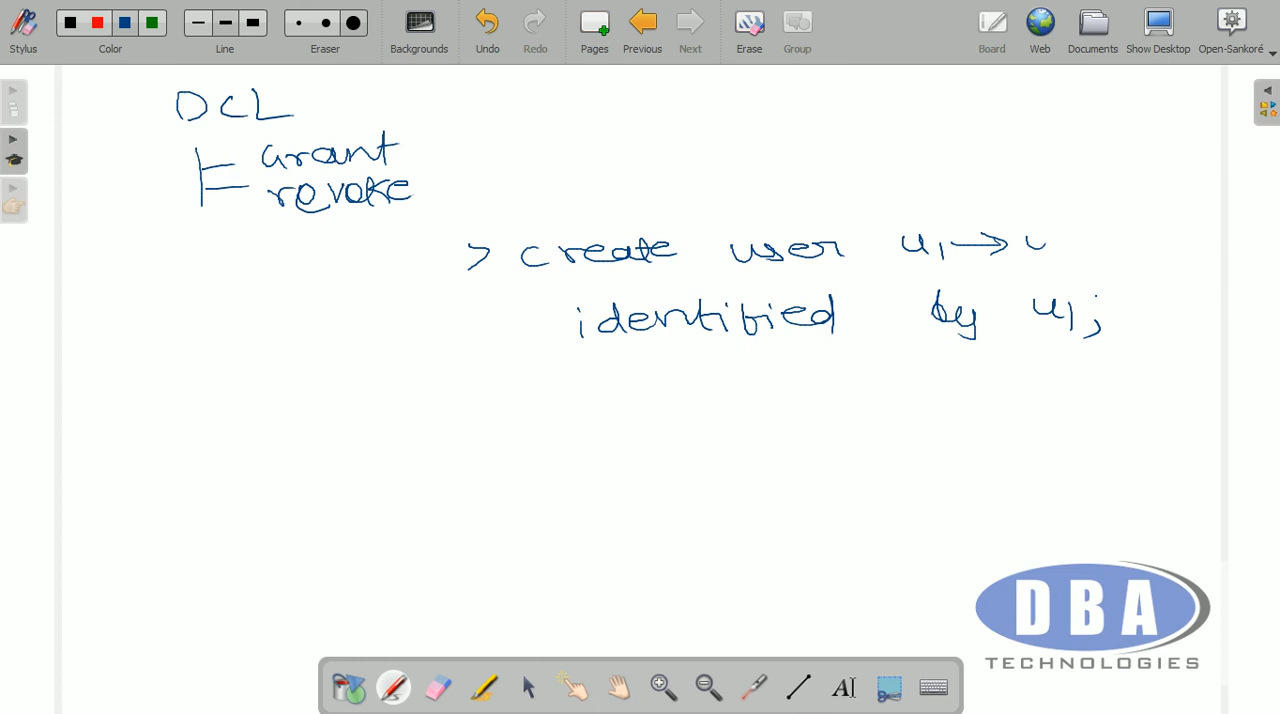 Stylus Color Line Eraser Backgrounds Undo Redo Pages Previous Next Erase Group Board Web Documents Show Desktop Open-Sankoré
DCL
Grant
revoke
> create user u1 → u
identified by u1;
DBA
TECHNOLOGIES